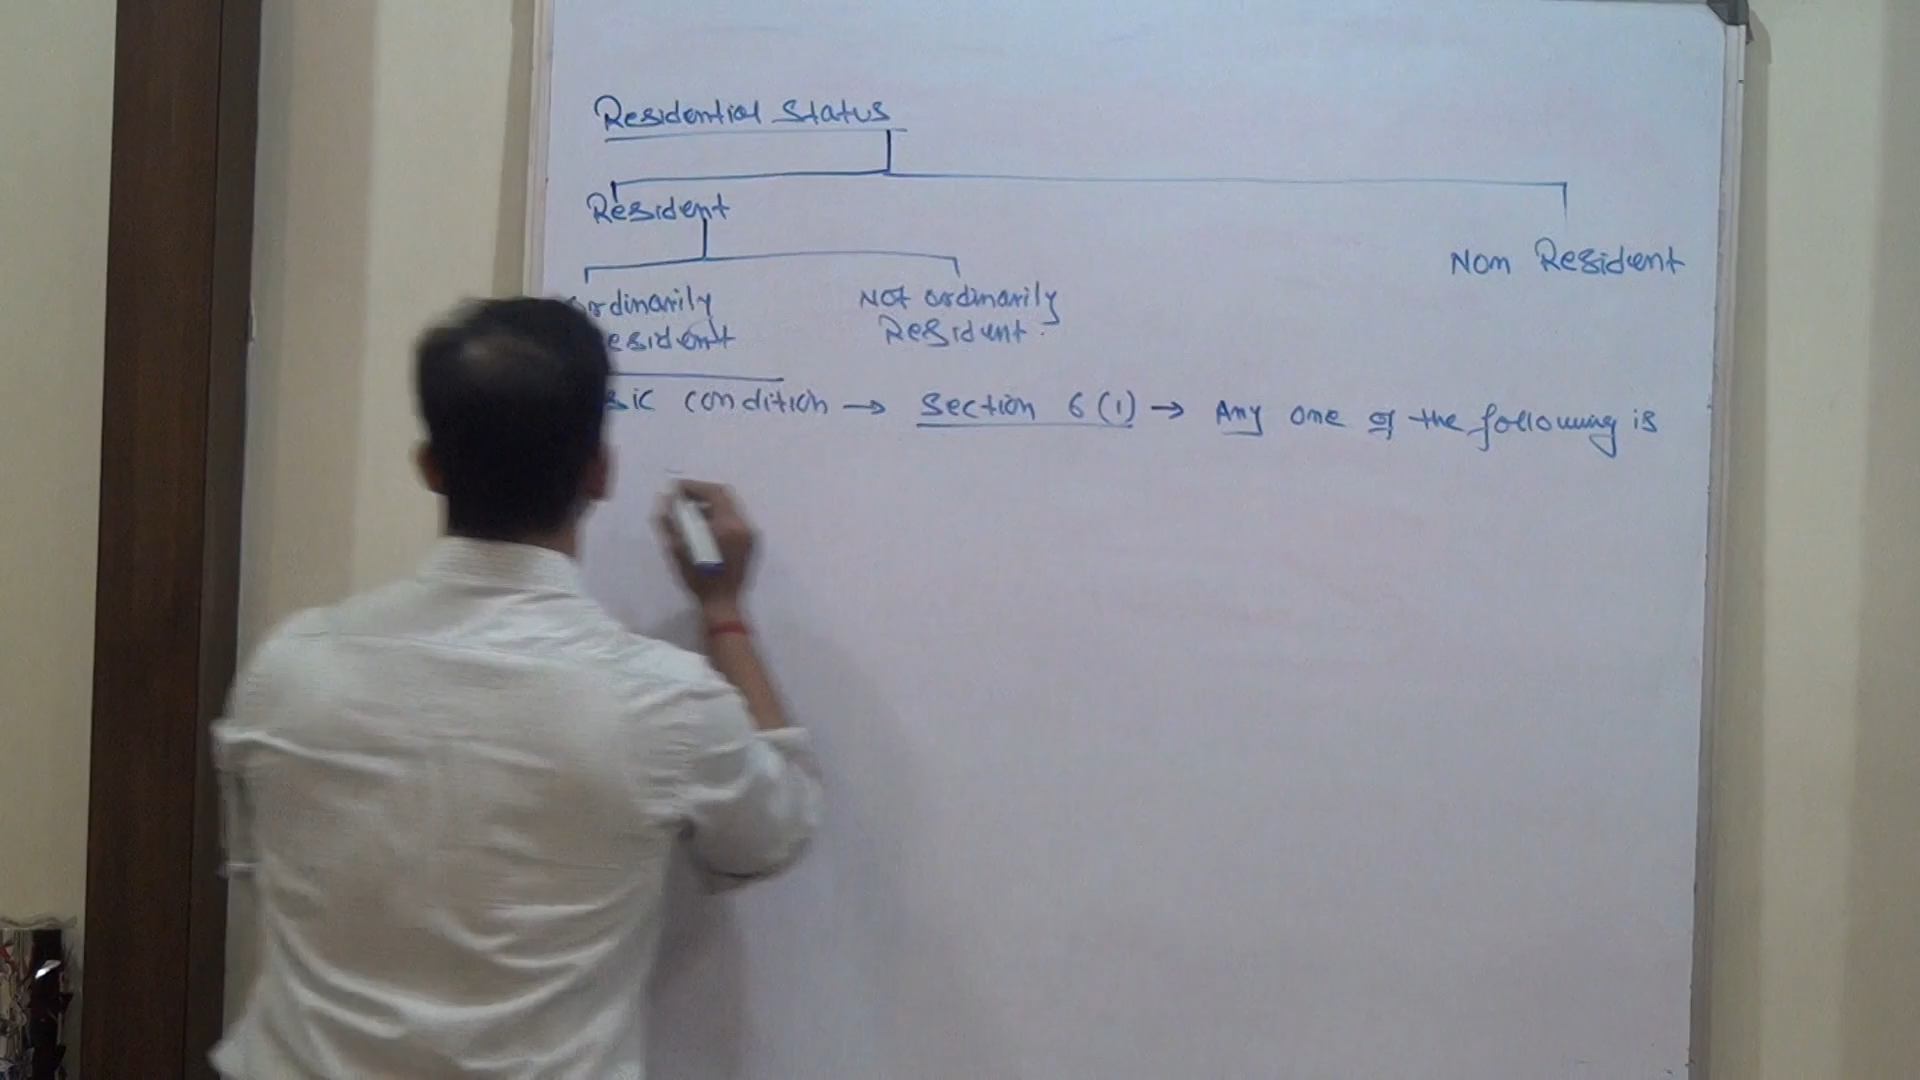 Residential Status
Resident
Non Resident
ordinarily
Resident
Not ordinarily
Resident.
condition → Section 6 (1) → Any one of the following is